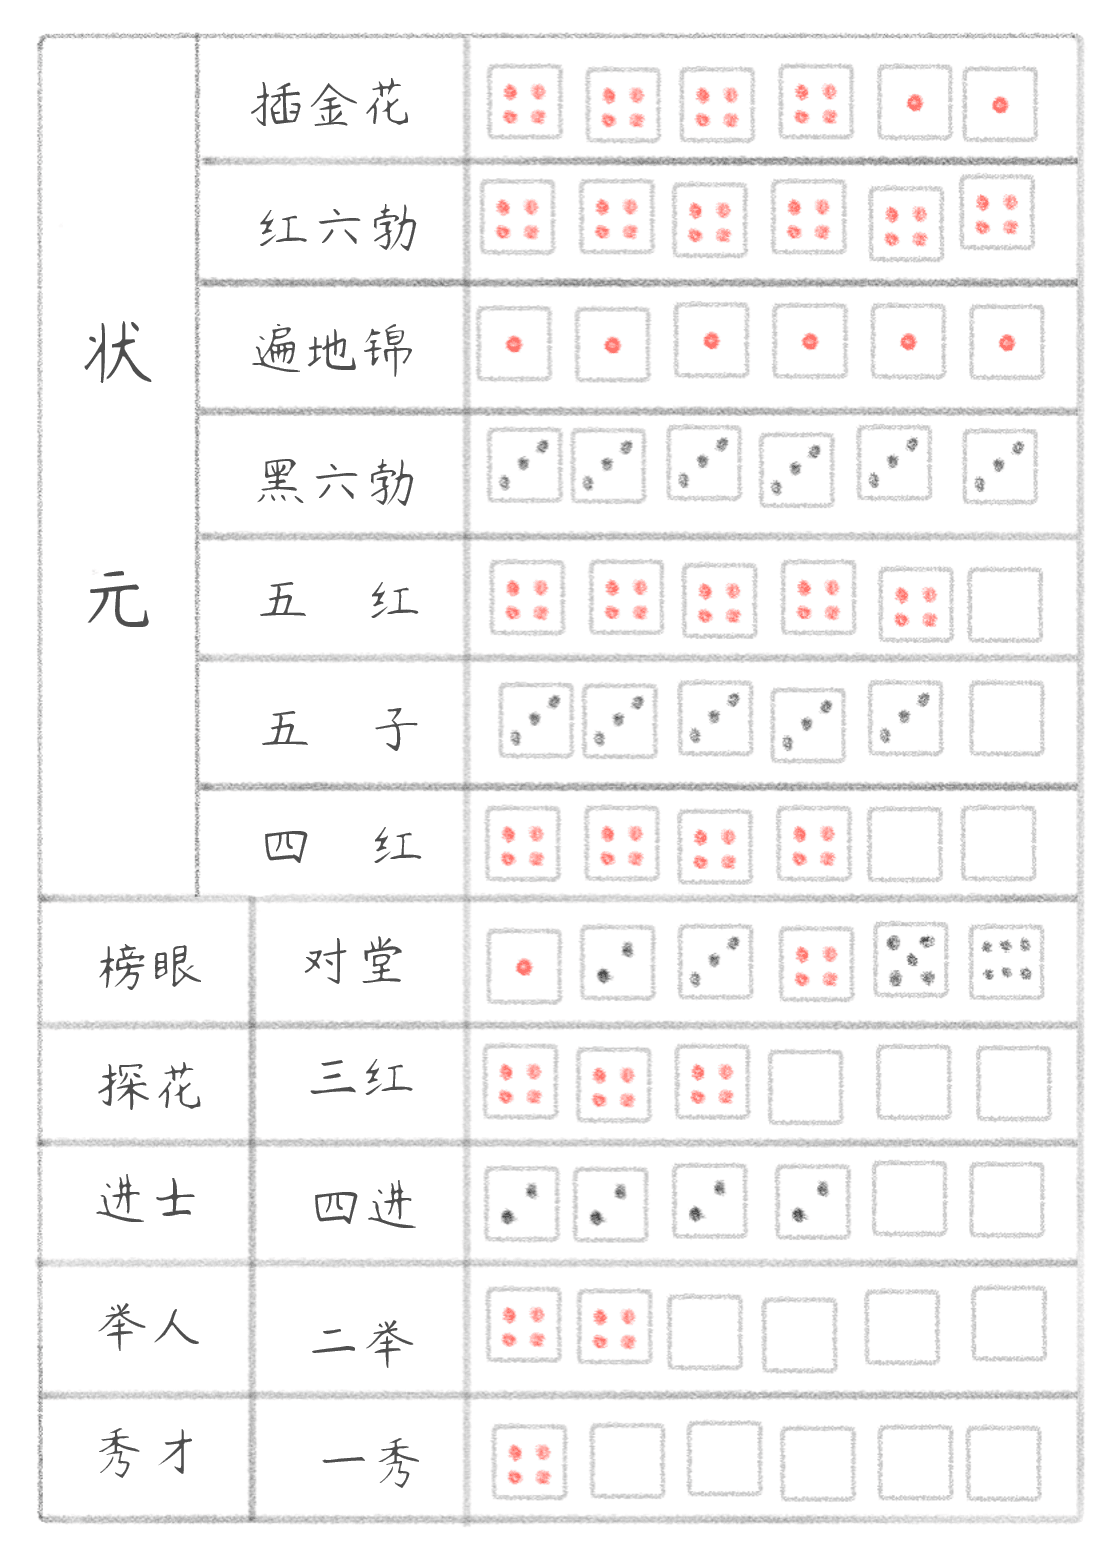 状元
插金花
红六勃
遍地锦
黑六勃
五红
五子
四红
榜眼 对堂
探花 三红
进士 四进
举人 二举
秀才 一秀